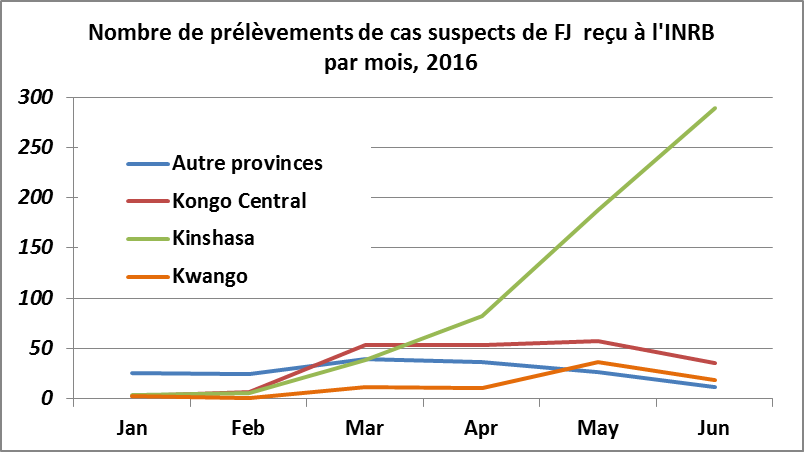 Nombre de prélèvements de cas suspects de FJ reçu à l'INRB
par mois, 2016
300
250
200
150
100
50
0
Autre provinces
Kongo Central
Kinshasa
Kwango
Jan Feb Mar Apr May Jun